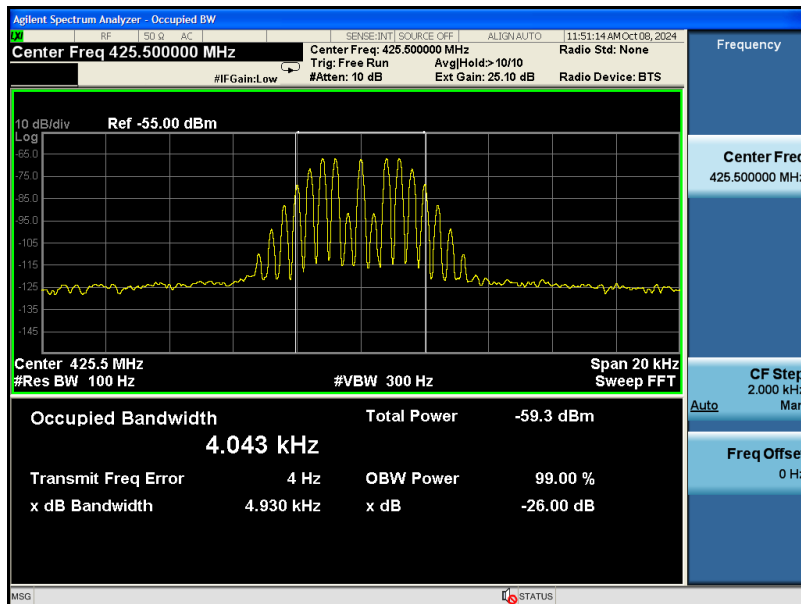 Agilent Spectrum Analyzer - Occupied BW
LXI RF 50 Ω AC SENSE:INT SOURCE OFF ALIGN AUTO 11:51:14 AM Oct 08, 2024
Center Freq 425.500000 MHz
Center Freq: 425.500000 MHz Radio Std: None
Trig: Free Run Avg|Hold:> 10/10
#IFGain:Low #Atten: 10 dB Ext Gain: 25.10 dB Radio Device: BTS
10 dB/div Ref -55.00 dBm
Log
-65.0
-75.0
-85.0
-95.0
-105
-115
-125
-135
-145
Center 425.5 MHz Span 20 kHz
#Res BW 100 Hz #VBW 300 Hz Sweep FFT
Occupied Bandwidth Total Power -59.3 dBm
4.043 kHz
Transmit Freq Error 4 Hz OBW Power 99.00 %
x dB Bandwidth 4.930 kHz x dB -26.00 dB
MSG STATUS
Frequency
Center Freq
425.500000 MHz
CF Step
2.000 kHz
Auto Man
Freq Offset
0 Hz